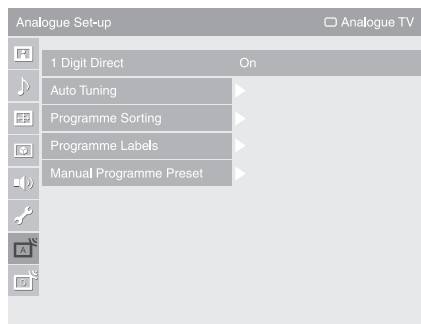 Analogue Set-up
Analogue TV
1 Digit Direct On
Auto Tuning
Programme Sorting
Programme Labels
Manual Programme Preset
A
D